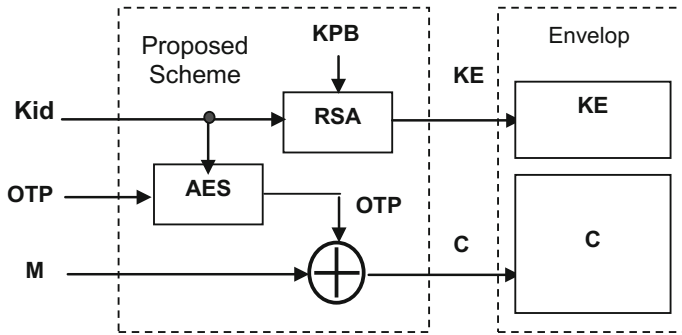 Proposed
Scheme
KPB
Envelop
KE
KE
Kid
RSA
AES
OTP
OTP
C
C
M